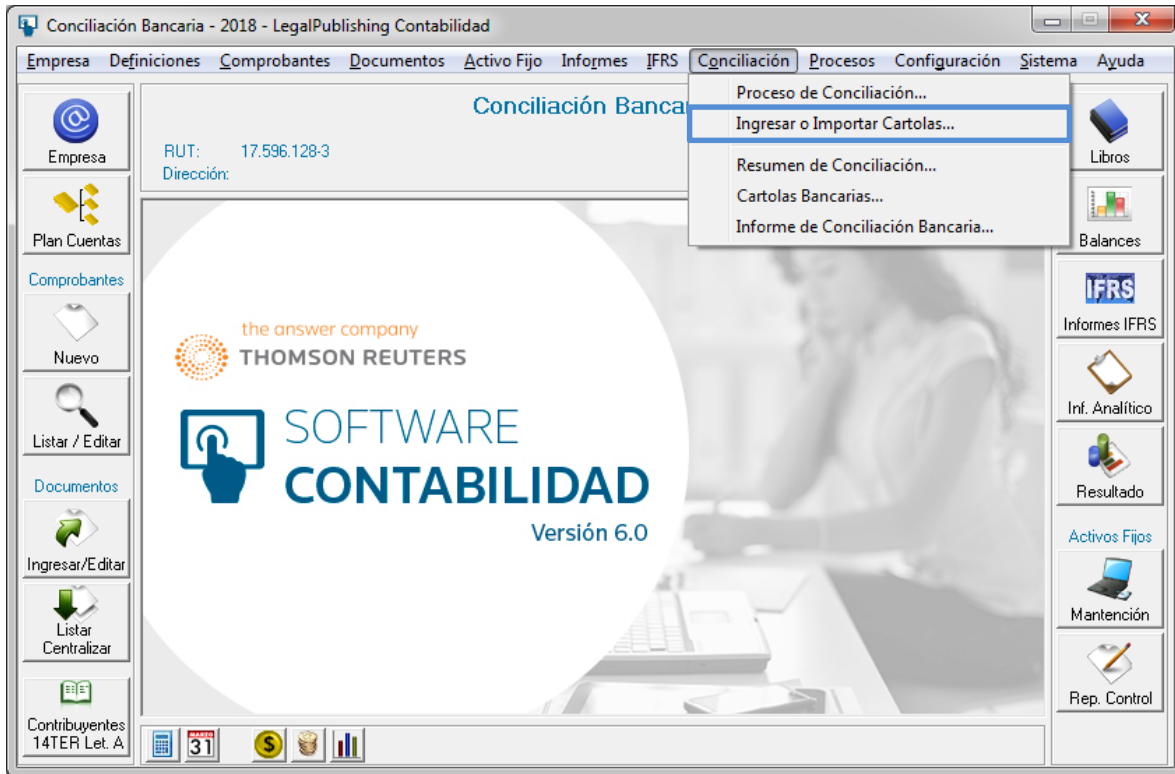 Conciliación Bancaria - 2018 - LegalPublishing Contabilidad
Empresa Definiciones Comprobantes Documentos Activo Fijo Informes IFRS Conciliación Procesos Configuración Sistema Ayuda
Proceso de Conciliación...
Ingresar o Importar Cartolas...
Resumen de Conciliación...
Cartolas Bancarias...
Informe de Conciliación Bancaria...
Conciliación Bancar
RUT: 17.596.128-3
Dirección:
Empresa
Plan Cuentas
Comprobantes
Nuevo
Listar / Editar
Documentos
Ingresar/Editar
Listar
Centralizar
Contribuyentes
14TER Let. A
the answer company
THOMSON REUTERS
SOFTWARE
CONTABILIDAD
Versión 6.0
MARZO
31
$
Libros
Balances
IFRS
Informes IFRS
Inf. Analítico
Resultado
Activos Fijos
Mantención
Rep. Control